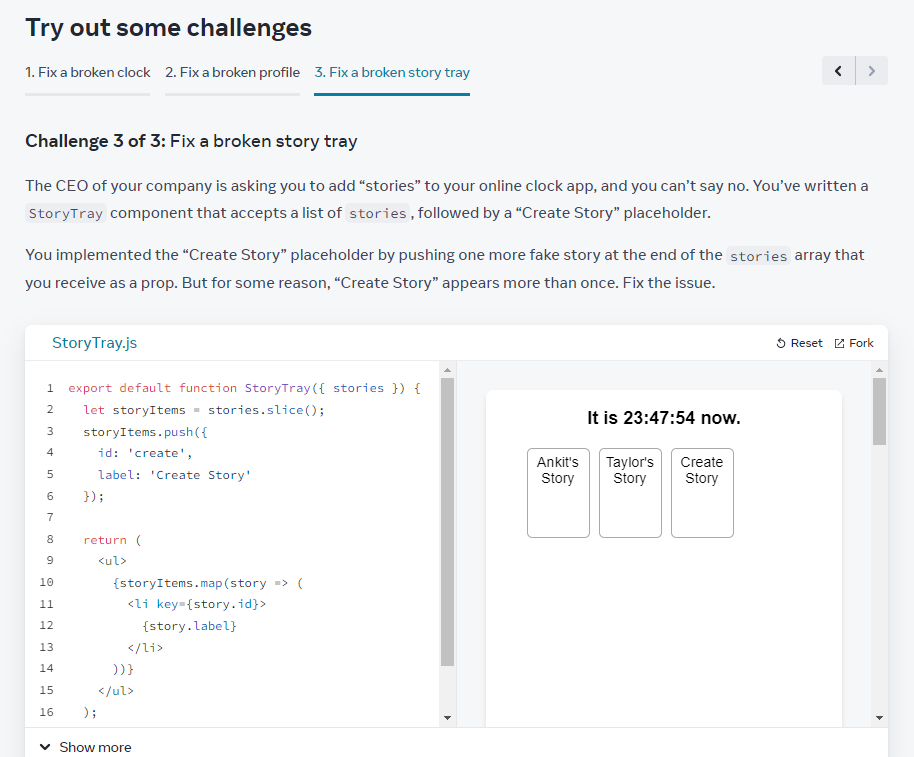 Try out some challenges
1. Fix a broken clock 2. Fix a broken profile 3. Fix a broken story tray
Challenge 3 of 3: Fix a broken story tray
The CEO of your company is asking you to add “stories” to your online clock app, and you can’t say no. You’ve written a
StoryTray component that accepts a list of stories, followed by a “Create Story” placeholder.
You implemented the “Create Story” placeholder by pushing one more fake story at the end of the stories array that
you receive as a prop. But for some reason, “Create Story” appears more than once. Fix the issue.
StoryTray.js
Reset Fork
1 export default function StoryTray({ stories }) {
2 let storyItems = stories.slice();
3 storyItems.push({
4 id: 'create',
5 label: 'Create Story'
6 });
7
8 return (
9 <ul>
10 {storyItems.map(story => (
11 <li key={story.id}>
12 {story.label}
13 </li>
14 ))}
15 </ul>
16 );
It is 23:47:54 now.
Ankit's
Story
Taylor's
Story
Create
Story
Show more